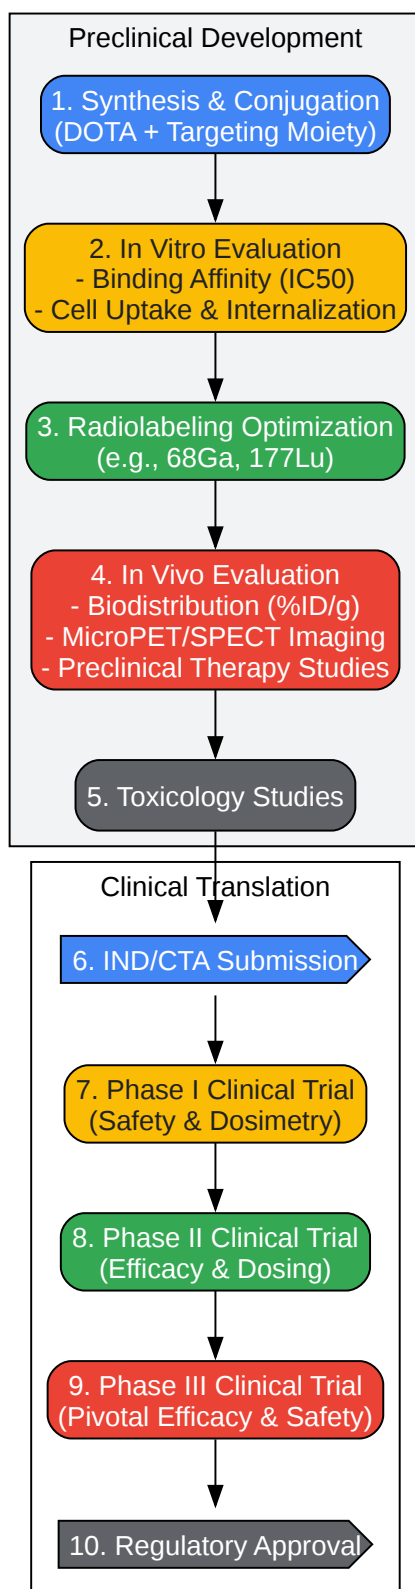 Preclinical Development
1. Synthesis & Conjugation
(DOTA + Targeting Moiety)
2. In Vitro Evaluation
- Binding Affinity (IC50)
- Cell Uptake & Internalization
3. Radiolabeling Optimization
(e.g., 68Ga, 177Lu)
4. In Vivo Evaluation
- Biodistribution (%ID/g)
- MicroPET/SPECT Imaging
- Preclinical Therapy Studies
5. Toxicology Studies
Clinical Translation
6. IND/CTA Submission
7. Phase I Clinical Trial
(Safety & Dosimetry)
8. Phase II Clinical Trial
(Efficacy & Dosing)
9. Phase III Clinical Trial
(Pivotal Efficacy & Safety)
10. Regulatory Approval